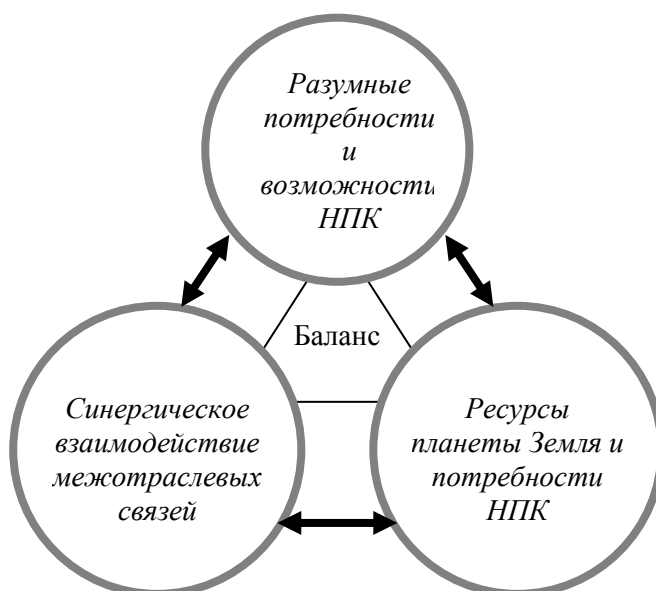 Разумные
потребности
и
возможности
НПК
Баланс
Синергическое
взаимодействие
межотраслевых
связей
Ресурсы
планеты Земля и
потребности
НПК